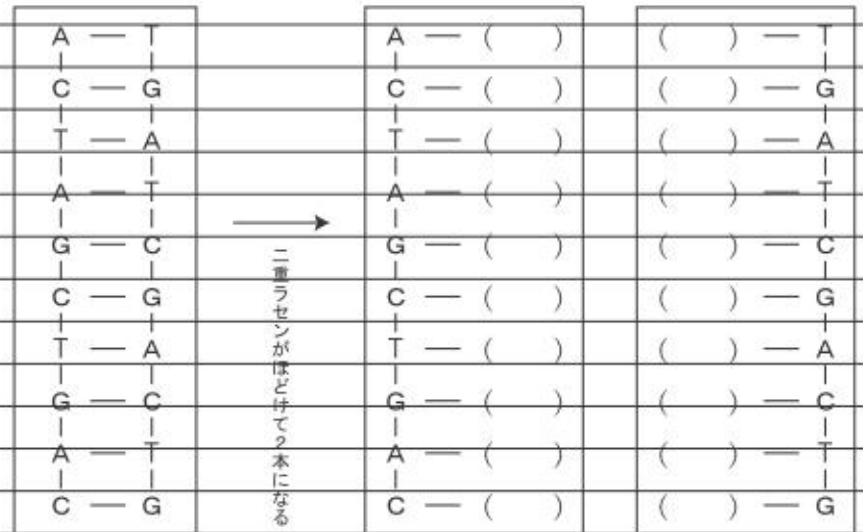 A — T A — (　　) (　　) — T
C — G C — (　　) (　　) — G
T — A T — (　　) (　　) — A
A — T A — (　　) (　　) — T
G — C G — (　　) (　　) — C
C — G C — (　　) (　　) — G
T — A T — (　　) (　　) — A
G — C G — (　　) (　　) — C
A — T A — (　　) (　　) — T
C — G C — (　　) (　　) — G
二重ラセンがほどけて2本になる